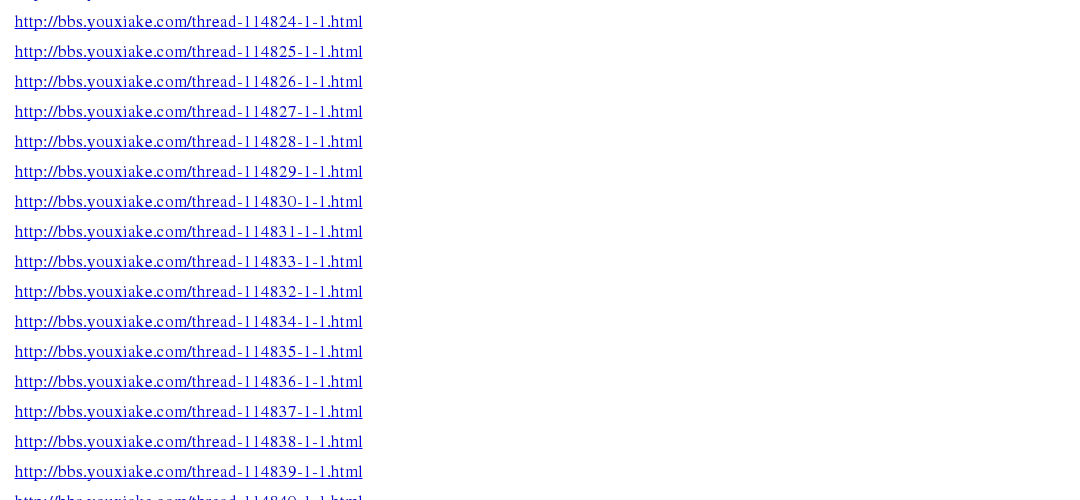 http://bbs.youxiake.com/thread-114824-1-1.html
http://bbs.youxiake.com/thread-114825-1-1.html
http://bbs.youxiake.com/thread-114826-1-1.html
http://bbs.youxiake.com/thread-114827-1-1.html
http://bbs.youxiake.com/thread-114828-1-1.html
http://bbs.youxiake.com/thread-114829-1-1.html
http://bbs.youxiake.com/thread-114830-1-1.html
http://bbs.youxiake.com/thread-114831-1-1.html
http://bbs.youxiake.com/thread-114833-1-1.html
http://bbs.youxiake.com/thread-114832-1-1.html
http://bbs.youxiake.com/thread-114834-1-1.html
http://bbs.youxiake.com/thread-114835-1-1.html
http://bbs.youxiake.com/thread-114836-1-1.html
http://bbs.youxiake.com/thread-114837-1-1.html
http://bbs.youxiake.com/thread-114838-1-1.html
http://bbs.youxiake.com/thread-114839-1-1.html